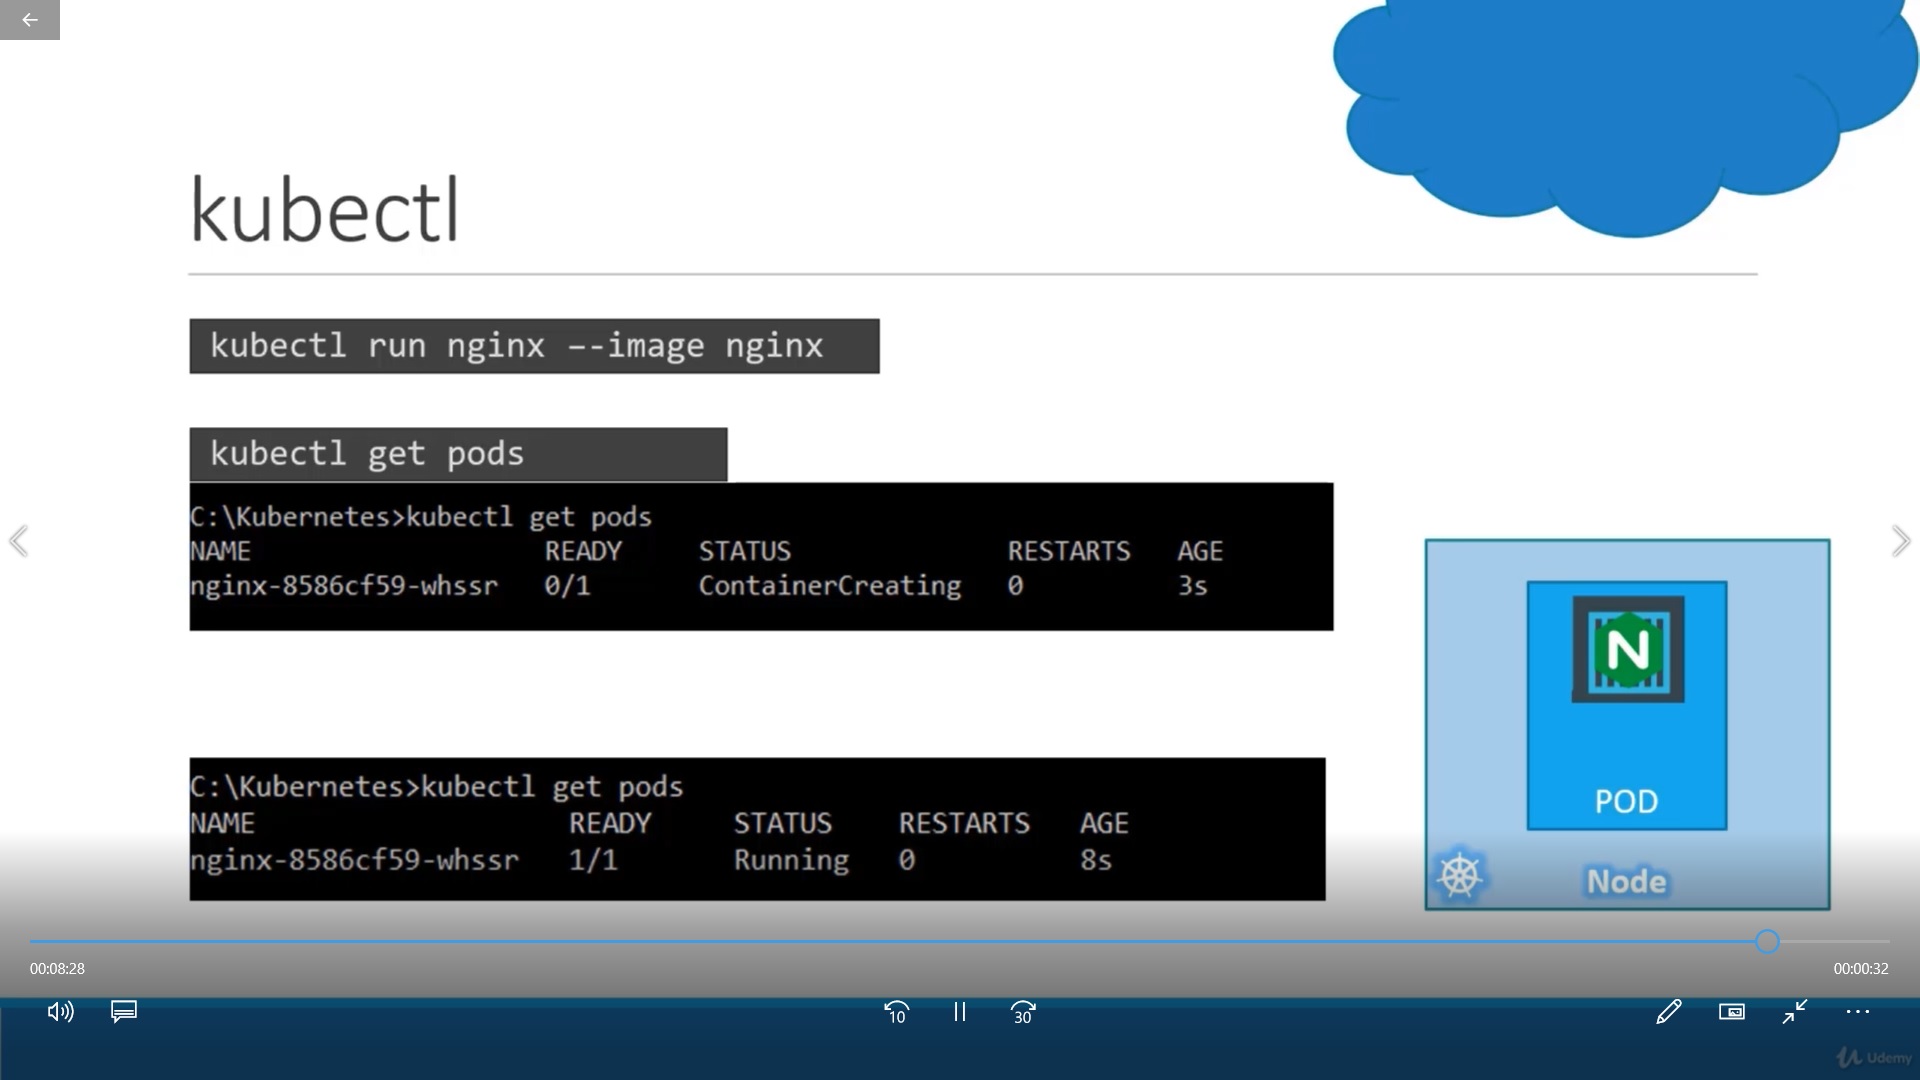 kubectl
kubectl run nginx –-image nginx
kubectl get pods
C:\Kubernetes>kubectl get pods
NAME READY STATUS RESTARTS AGE
nginx-8586cf59-whssr 0/1 ContainerCreating 0 3s
N
POD
Node
C:\Kubernetes>kubectl get pods
NAME READY STATUS RESTARTS AGE
nginx-8586cf59-whssr 1/1 Running 0 8s
00:08:28
00:00:32
10
30
Udemy